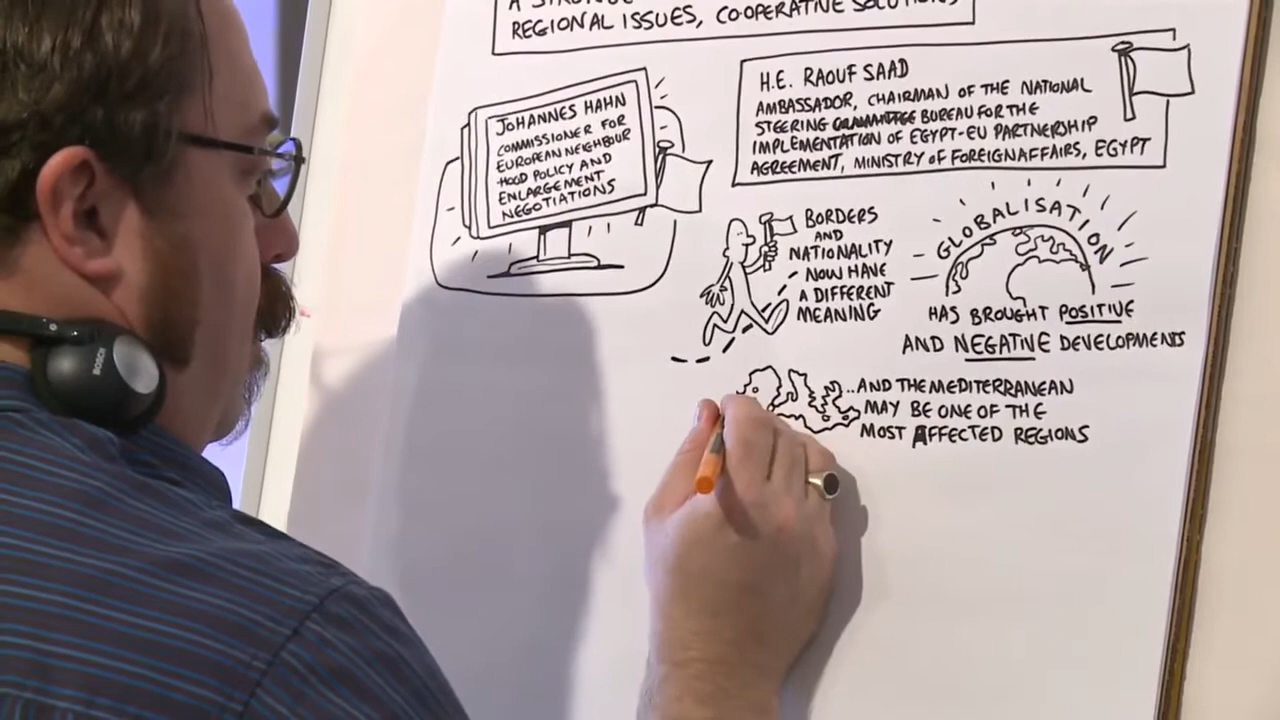 A STRONGE
REGIONAL ISSUES, CO-OPERATIVE SOLUTIONS
JOHANNES HAHN
COMMISSIONER FOR
EUROPEAN NEIGHBOUR
-HOOD POLICY AND
ENLARGEMENT
NEGOTIATIONS
H.E. RAOUF SAAD
AMBASSADOR, CHAIRMAN OF THE NATIONAL
STEERING COMMITTEE BUREAU FOR THE
IMPLEMENTATION OF EGYPT-EU PARTNERSHIP
AGREEMENT, MINISTRY OF FOREIGN AFFAIRS, EGYPT
BORDERS
AND
NATIONALITY
NOW HAVE
A DIFFERENT
MEANING
GLOBALISATION
HAS BROUGHT POSITIVE
AND NEGATIVE DEVELOPMENTS
..AND THE MEDITERRANEAN
MAY BE ONE OF THE
MOST AFFECTED REGIONS
BOSCH